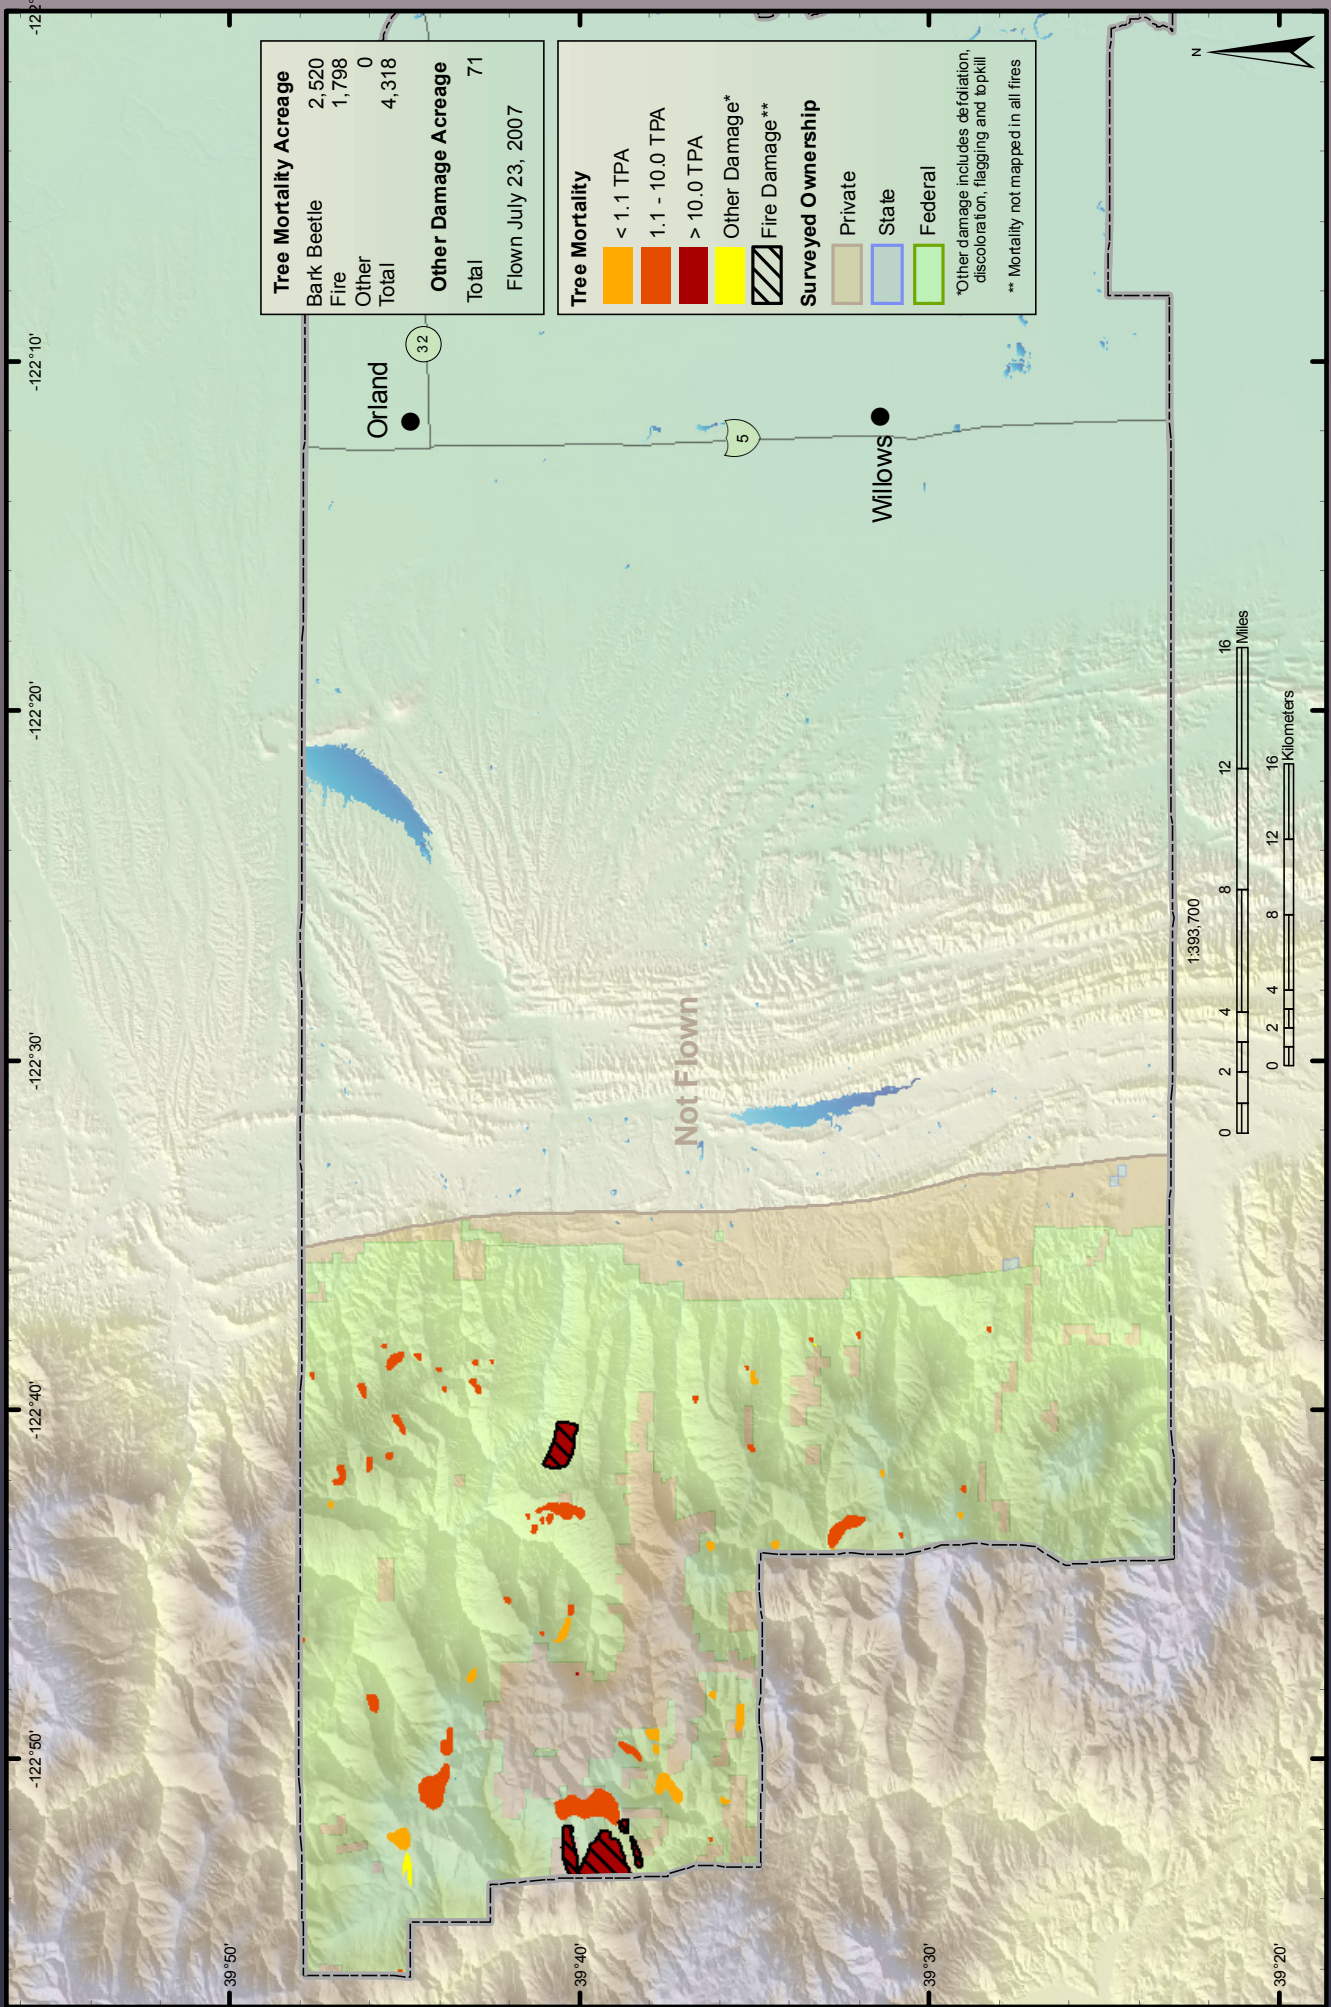 -122°50'
-122°40'
-122°30'
-122°20'
-122°10'
39°50'
39°40'
39°30'
39°20'
Orland
32
5
Willows
Not Flown
Tree Mortality Acreage
Bark Beetle 2,520
Fire 1,798
Other 0
Total 4,318
Other Damage Acreage
Total 71
Flown July 23, 2007
Tree Mortality
< 1.1 TPA
1.1 - 10.0 TPA
> 10.0 TPA
Other Damage*
Fire Damage**
Surveyed Ownership
Private
State
Federal
*Other damage includes defoliation,
discoloration, flagging and topkill
** Mortality not mapped in all fires
1:393,700
0 2 4 8 12 16
Miles
0 2 4 8 12 16
Kilometers
N